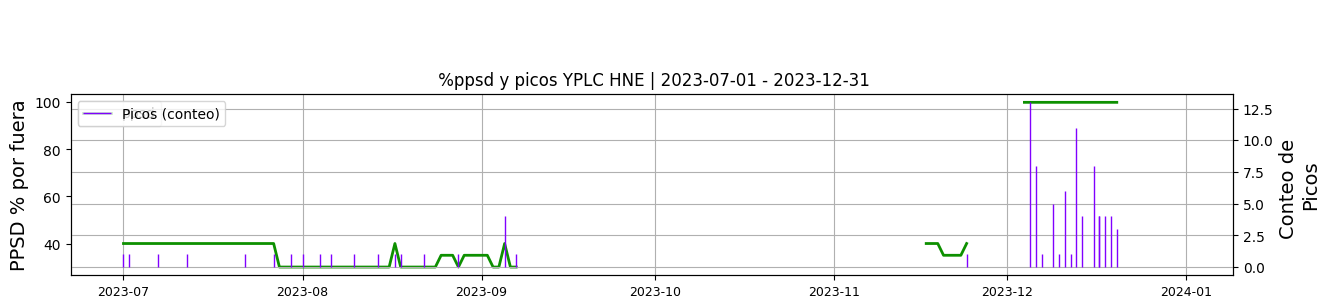 %ppsd y picos YPLC HNE | 2023-07-01 - 2023-12-31
PPSD % por fuera
100
80
60
40
Picos (conteo)
12.5
10.0
7.5
5.0
2.5
0.0
Conteo de
Picos
2023-07 2023-08 2023-09 2023-10 2023-11 2023-12 2024-01